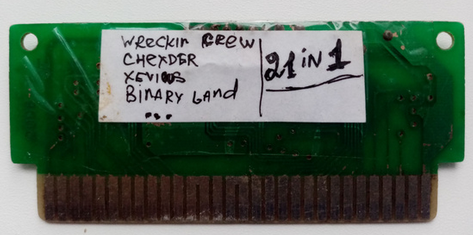 WRECKIN CREW
CHEXDER
XEVIOUS
BINARY LAND
...
21 IN 1